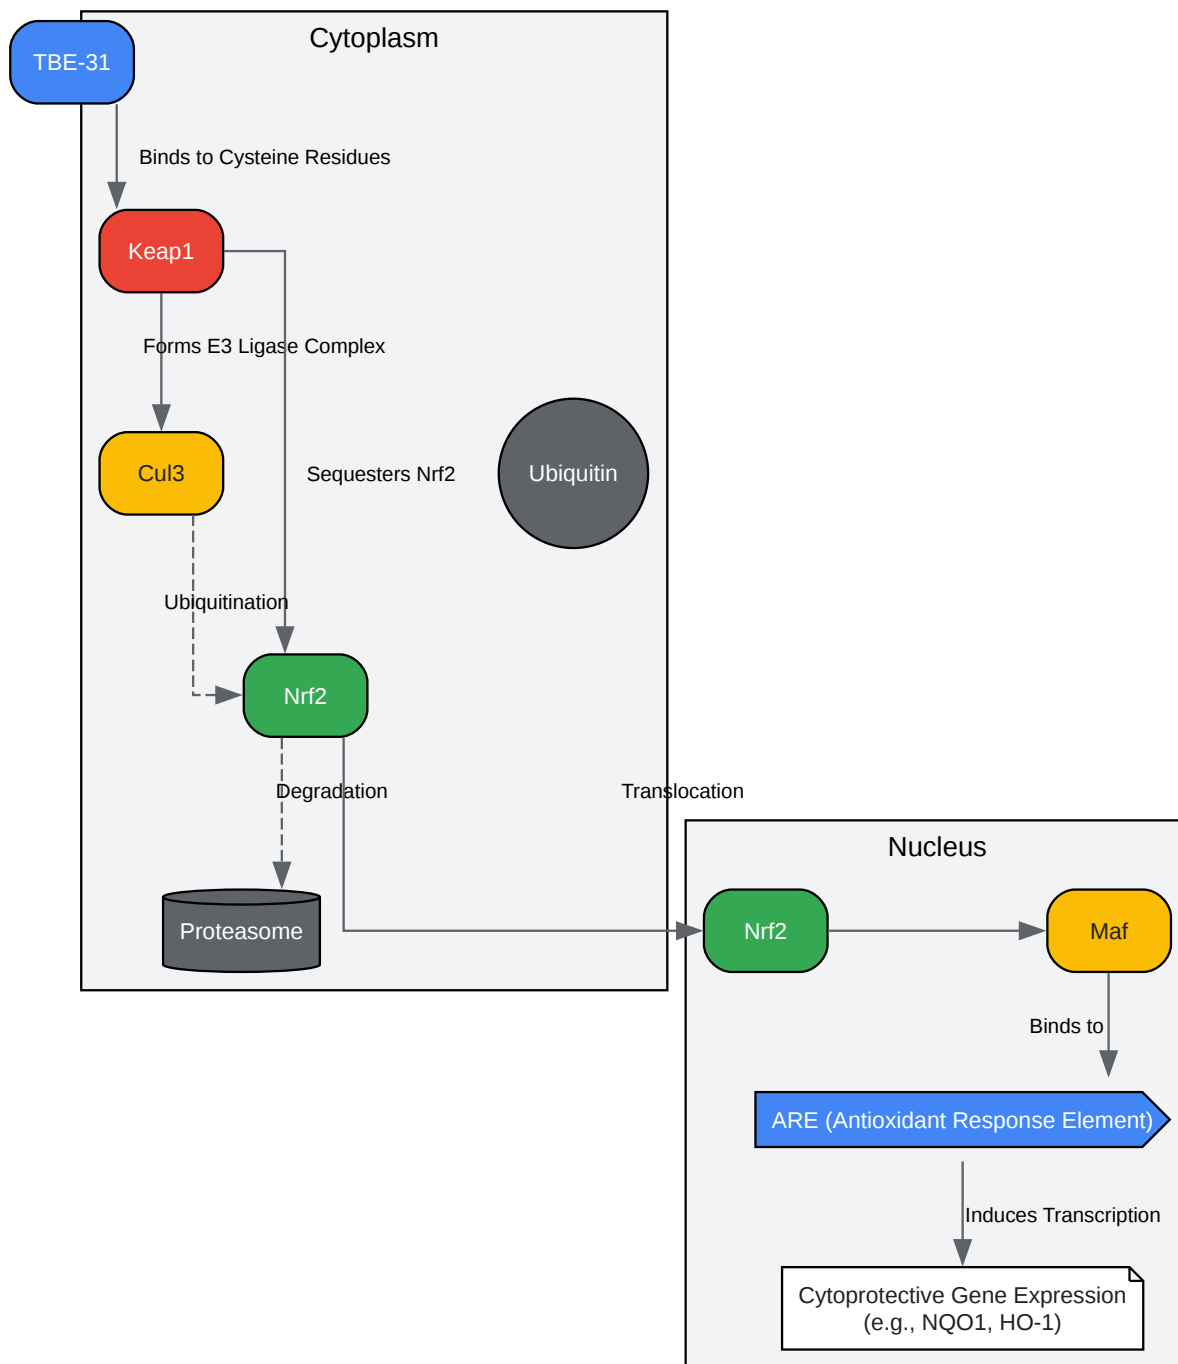 Cytoplasm
TBE-31
Binds to Cysteine Residues
Keap1
Forms E3 Ligase Complex
Cul3
Sequesters Nrf2
Ubiquitin
Ubiquitination
Nrf2
Degradation
Translocation
Proteasome
Nucleus
Nrf2
Maf
Binds to
ARE (Antioxidant Response Element)
Induces Transcription
Cytoprotective Gene Expression
(e.g., NQO1, HO-1)